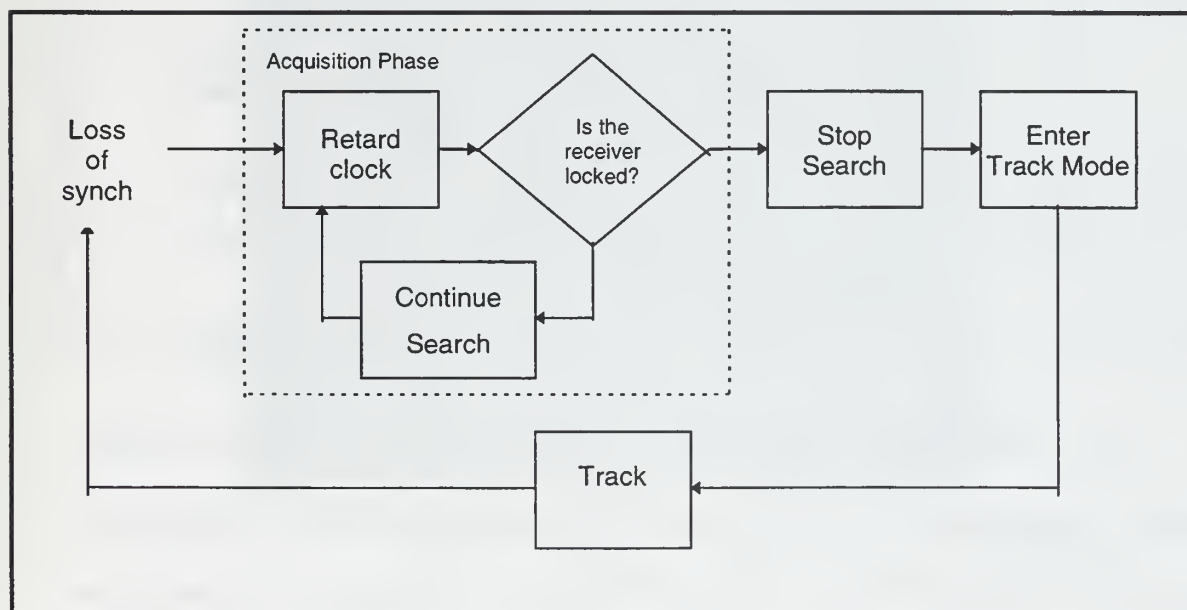 Acquisition Phase
Loss
of
synch
Retard
clock
Is the
receiver
locked?
Stop
Search
Enter
Track Mode
Continue
Search
Track